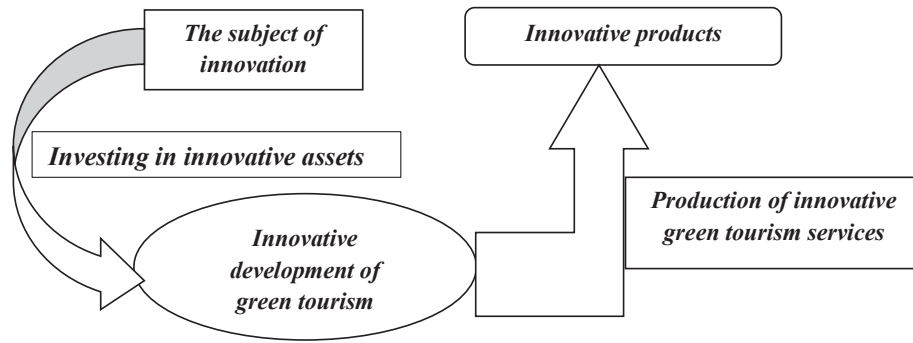 The subject of
innovation
Innovative products
Investing in innovative assets
Production of innovative
green tourism services
Innovative
development of
green tourism